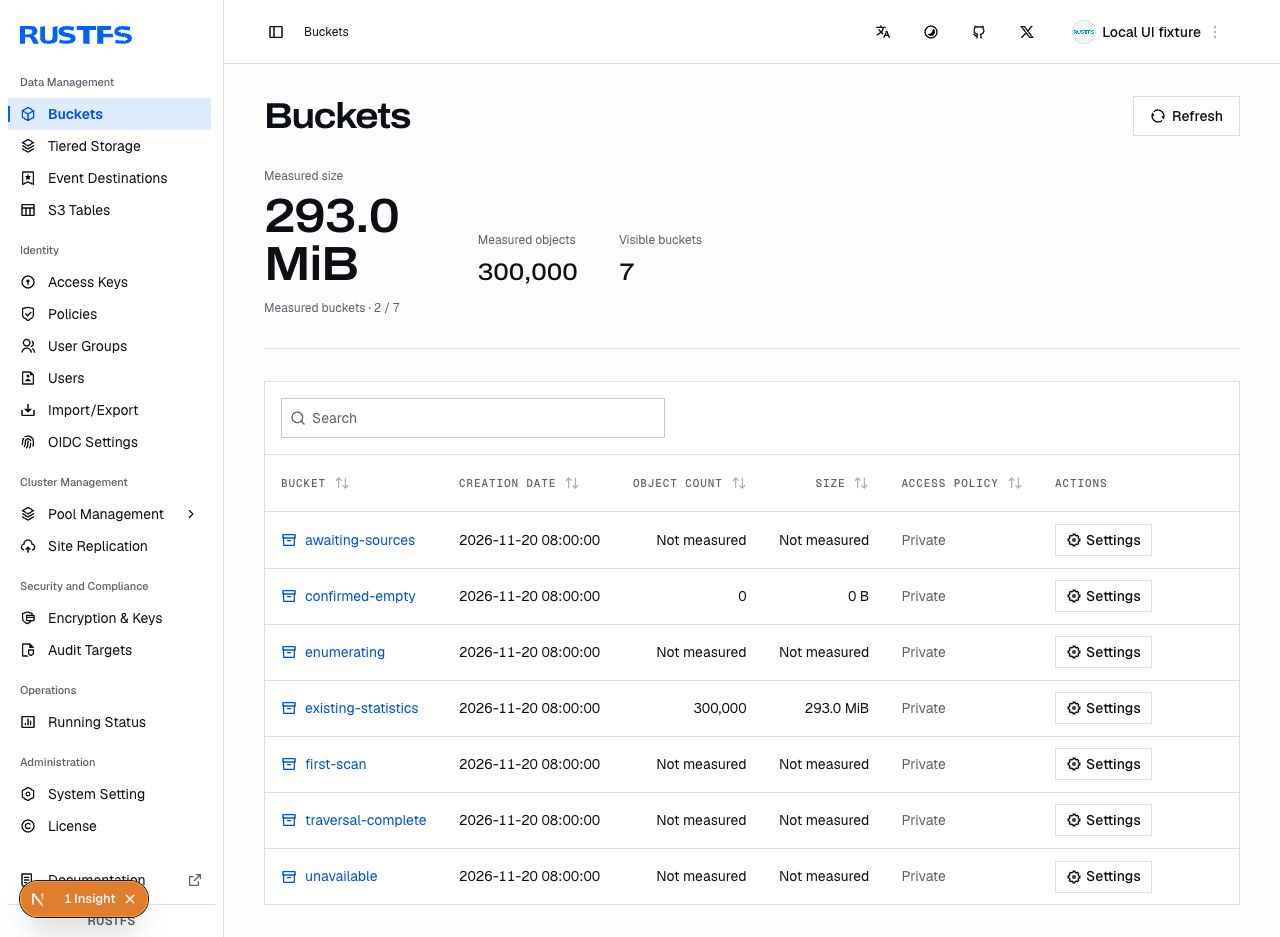 RUSTFS
Data Management
Buckets
Tiered Storage
Event Destinations
S3 Tables
Identity
Access Keys
Policies
User Groups
Users
Import/Export
OIDC Settings
Cluster Management
Pool Management
Site Replication
Security and Compliance
Encryption & Keys
Audit Targets
Operations
Running Status
Administration
System Setting
License
Documentation
N 1 Insight
RUSTFS
Buckets
RUSTFS Local UI fixture
Buckets
Refresh
Measured size
293.0
MiB
Measured buckets · 2 / 7
Measured objects
300,000
Visible buckets
7
Search
BUCKET CREATION DATE OBJECT COUNT SIZE ACCESS POLICY ACTIONS
awaiting-sources 2026-11-20 08:00:00 Not measured Not measured Private Settings
confirmed-empty 2026-11-20 08:00:00 0 0 B Private Settings
enumerating 2026-11-20 08:00:00 Not measured Not measured Private Settings
existing-statistics 2026-11-20 08:00:00 300,000 293.0 MiB Private Settings
first-scan 2026-11-20 08:00:00 Not measured Not measured Private Settings
traversal-complete 2026-11-20 08:00:00 Not measured Not measured Private Settings
unavailable 2026-11-20 08:00:00 Not measured Not measured Private Settings